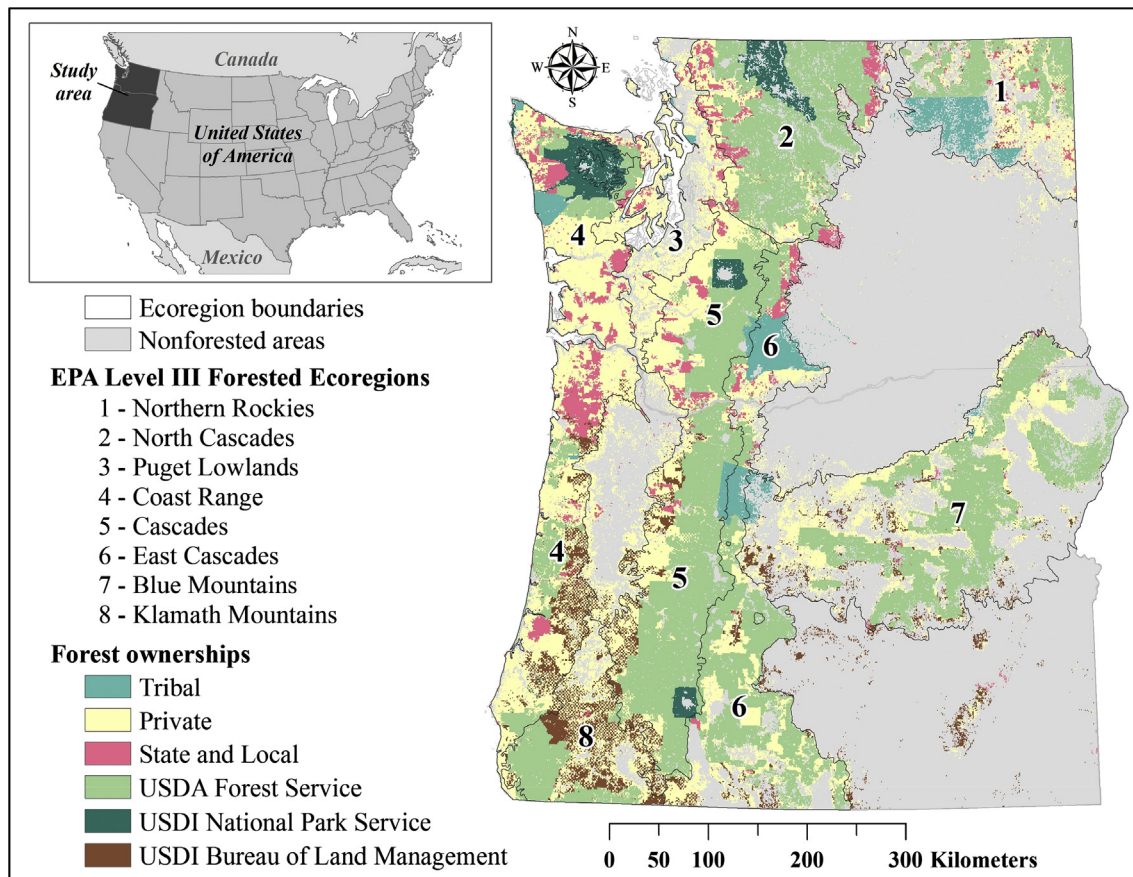 Canada
Study
area
United States
of America
Mexico
N
W E
S
Ecoregion boundaries
Nonforested areas
EPA Level III Forested Ecoregions
1 - Northern Rockies
2 - North Cascades
3 - Puget Lowlands
4 - Coast Range
5 - Cascades
6 - East Cascades
7 - Blue Mountains
8 - Klamath Mountains
Forest ownerships
Tribal
Private
State and Local
USDA Forest Service
USDI National Park Service
USDI Bureau of Land Management
1
2
3
4
5
6
7
4
5
6
8
0 50 100 200 300 Kilometers